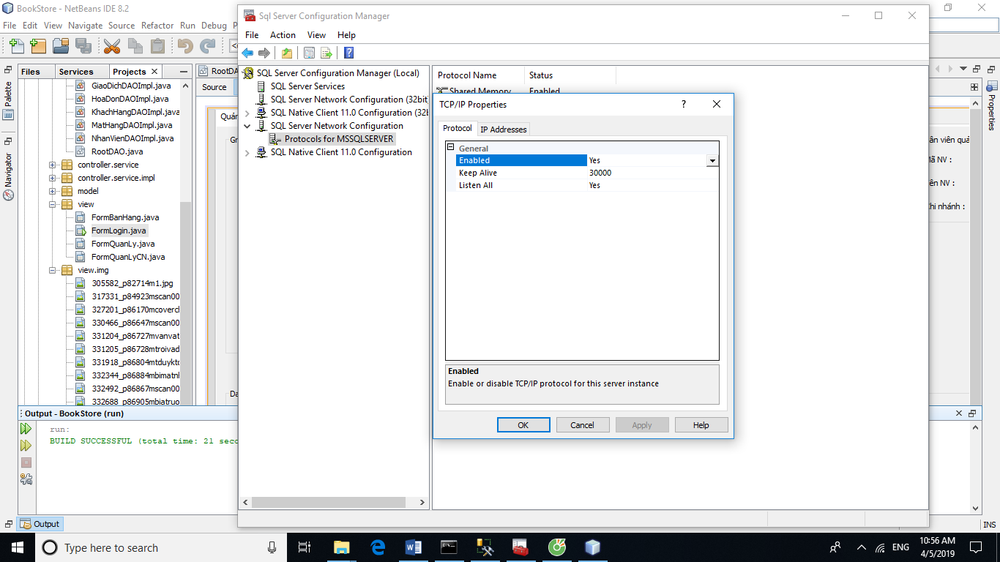 BookStore - NetBeans IDE 8.2
File Edit View Navigate Source Refactor Run Debug P
Files Services Projects
RootDA
Source
GiaoDichDAOImpl.java
HoaDonDAOImpl.java
KhachHangDAOImpl.java
MatHangDAOImpl.java
NhanVienDAOImpl.java
RootDAO.java
controller.service
controller.service.impl
model
view
FormBanHang.java
FormLogin.java
FormQuanLy.java
FormQuanLyCN.java
view.img
305582_p82714m1.jpg
317331_p84923mscan00
327201_p86170mcoverc
330466_p86647mscan00
331204_p86727mvanvat
331205_p86728mtroivad
331918_p86804mtduykto
332344_p86884mbimatnl
332492_p86867mscan00
332688_p86905mbiatruo
Palette
Navigator
Quản
Gr
Da
Output - BookStore (run)
run:
BUILD SUCCESSFUL (total time: 21 seco
Output
Sql Server Configuration Manager
File Action View Help
SQL Server Configuration Manager (Local)
SQL Server Services
SQL Server Network Configuration (32bit
SQL Native Client 11.0 Configuration (32b
SQL Server Network Configuration
Protocols for MSSQLSERVER
SQL Native Client 11.0 Configuration
Protocol Name Status
Shared Memory Enabled
TCP/IP Properties
Protocol IP Addresses
General
Enabled Yes
Keep Alive 30000
Listen All Yes
Enabled
Enable or disable TCP/IP protocol for this server instance
OK Cancel Apply Help
Properties
ân viên quả
Mã NV :
ên NV :
hi nhánh :
INS
Type here to search
ENG
10:56 AM
4/5/2019